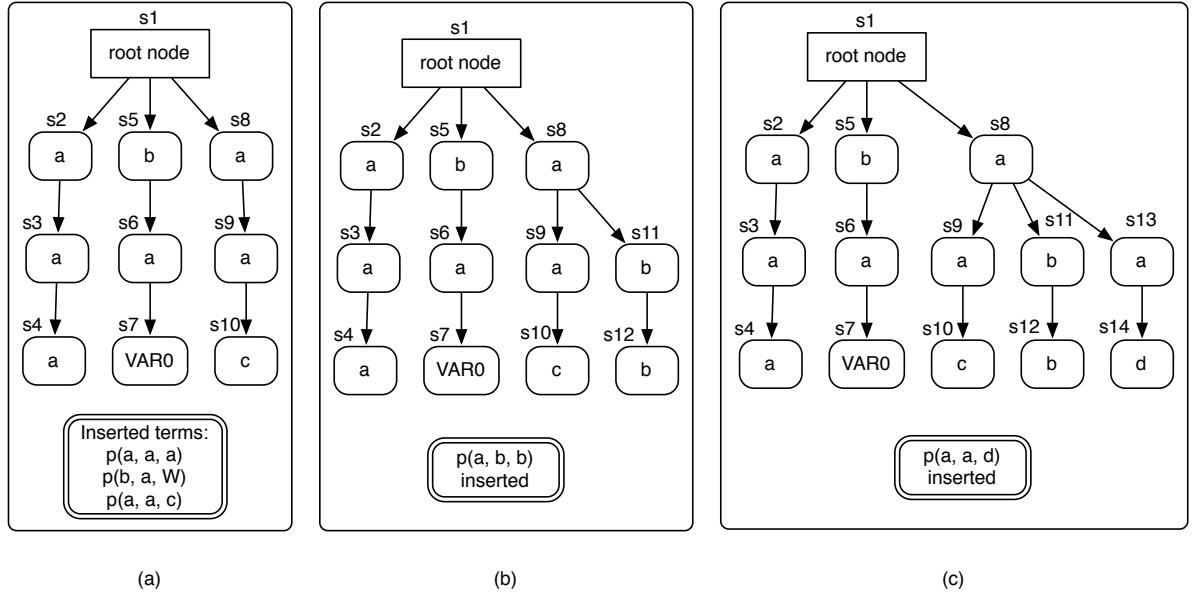 s1
root node
s2 s5 s8
a b a
s3 s6 s9
a a a
s4 s7 s10
a VAR0 c
Inserted terms:
p(a, a, a)
p(b, a, W)
p(a, a, c)
(a)
s1
root node
s2 s5 s8
a b a
s3 s6 s9 s11
a a a b
s4 s7 s10 s12
a VAR0 c b
p(a, b, b)
inserted
(b)
s1
root node
s2 s5 s8
a b a
s3 s6 s9 s11 s13
a a a b a
s4 s7 s10 s12 s14
a VAR0 c b d
p(a, a, d)
inserted
(c)